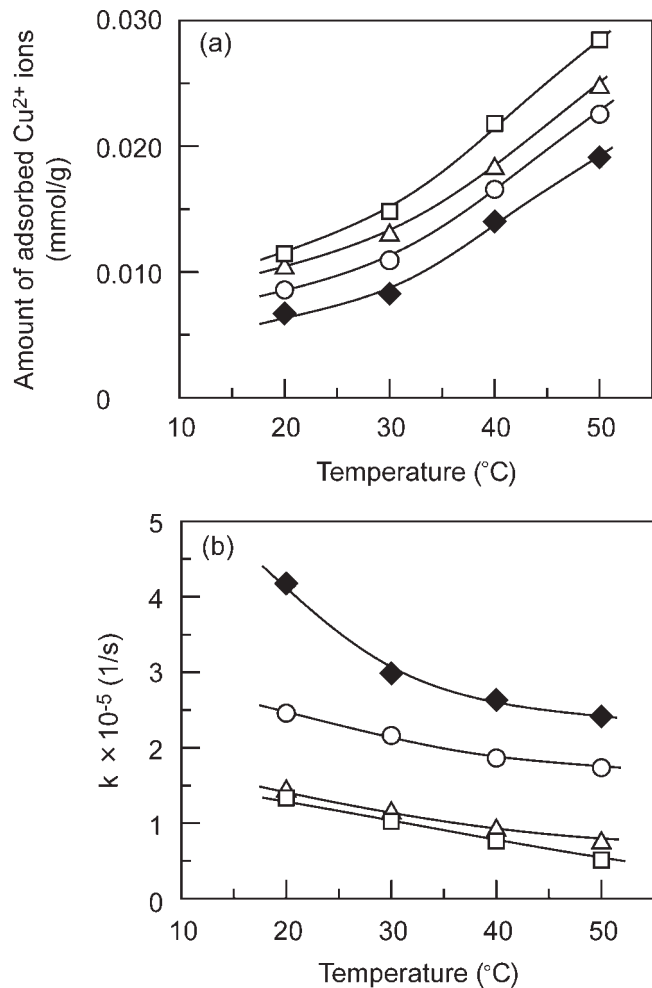 (a)
Amount of adsorbed Cu²⁺ ions
(mmol/g)
0.030
0.020
0.010
0
10 20 30 40 50
Temperature (°C)
(b)
k × 10⁻⁵ (1/s)
5
4
3
2
1
0
10 20 30 40 50
Temperature (°C)